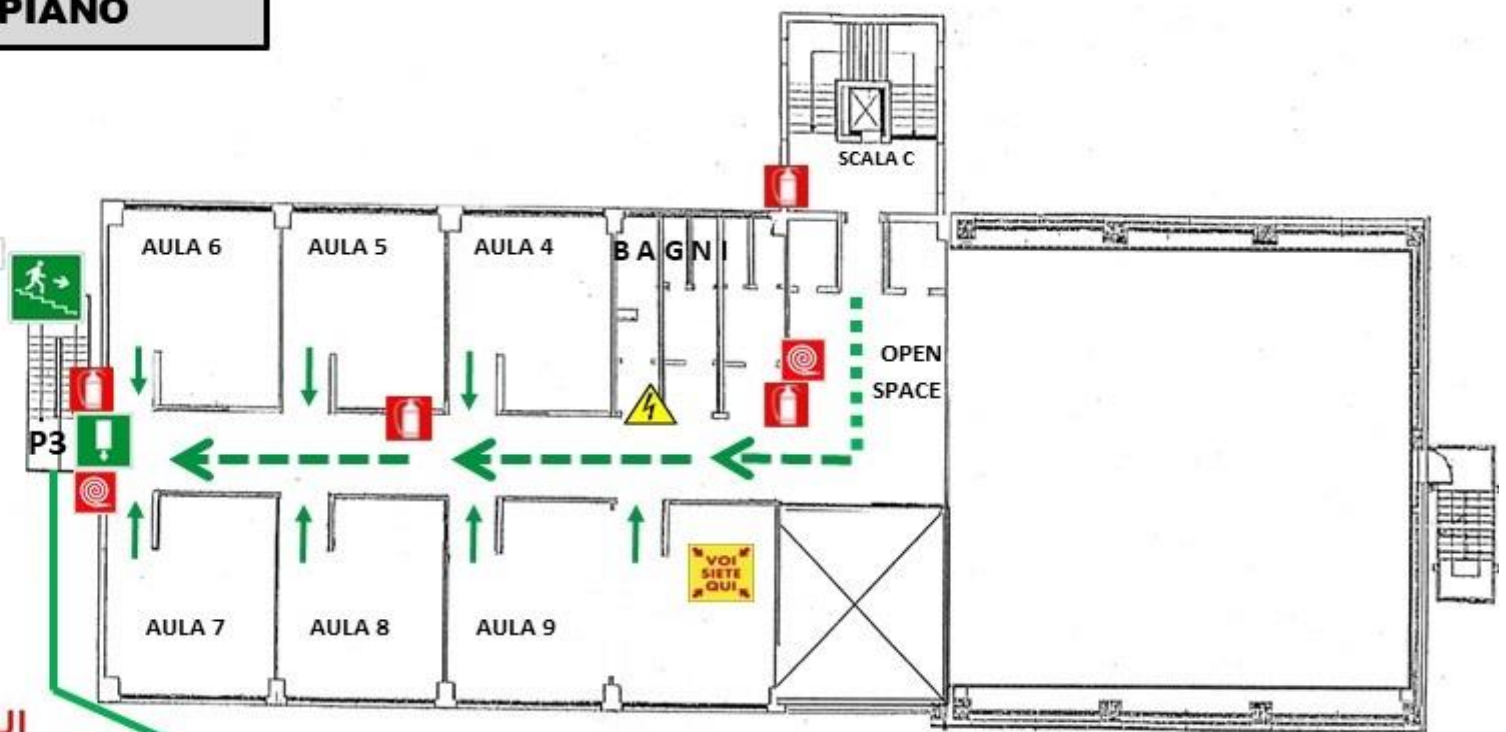 PIANO
SCALA C
AULA 6
AULA 5
AULA 4
BAGNI
OPEN
SPACE
P3
VOI
SIETE
QUI
AULA 7
AULA 8
AULA 9